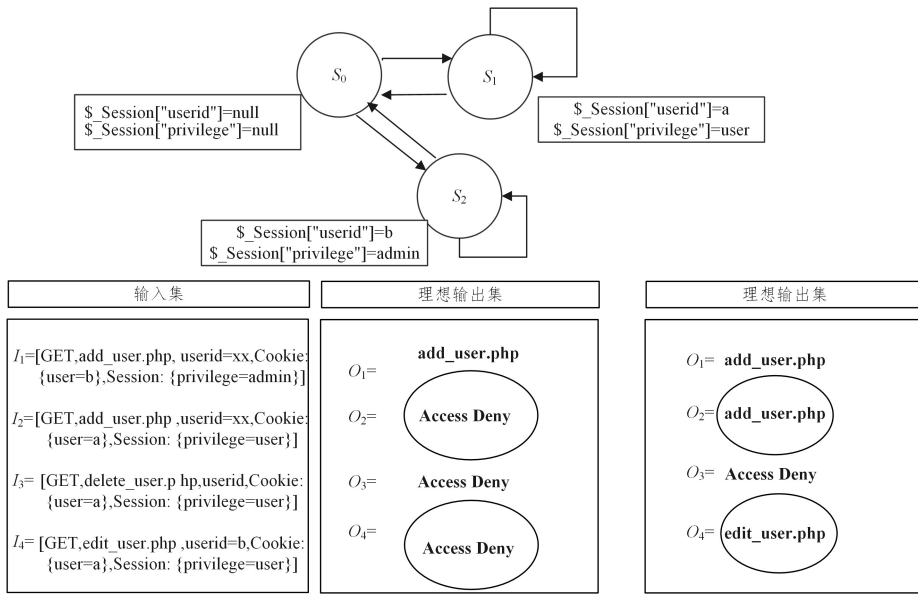 S0
S1
$_Session["userid"]=null
$_Session["privilege"]=null
$_Session["userid"]=a
$_Session["privilege"]=user
S2
$_Session["userid"]=b
$_Session["privilege"]=admin
输入集
I1=[GET,add_user.php, userid=xx,Cookie:
{user=b},Session: {privilege=admin}]
I2=[GET,add_user.php ,userid=xx,Cookie:
{user=a},Session: {privilege=user}]
I3= [GET,delete_user.p hp,userid,Cookie:
{user=a},Session: {privilege=user}]
I4= [GET,edit_user.php ,userid=b,Cookie:
{user=a},Session: {privilege=user}]
理想输出集
add_user.php
O1=
O2= Access Deny
O3= Access Deny
O4= Access Deny
理想输出集
O1= add_user.php
O2= add_user.php
O3= Access Deny
O4= edit_user.php